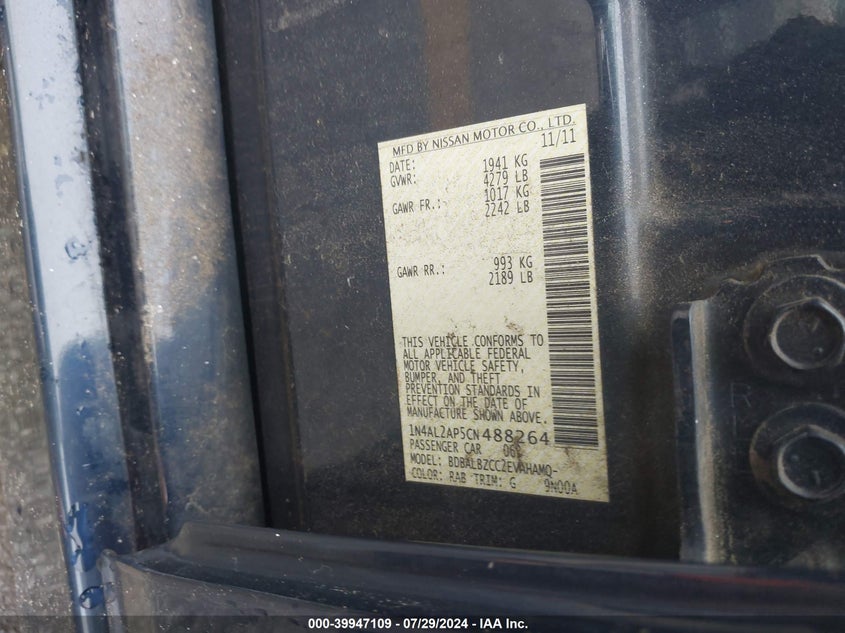 MFD BY NISSAN MOTOR CO., LTD.
DATE: 11/11
GVWR: 1941 KG
4279 LB
GAWR FR.: 1017 KG
2242 LB
GAWR RR.: 993 KG
2189 LB
THIS VEHICLE CONFORMS TO
ALL APPLICABLE FEDERAL
MOTOR VEHICLE SAFETY,
BUMPER, AND THEFT
PREVENTION STANDARDS IN
EFFECT ON THE DATE OF
MANUFACTURE SHOWN ABOVE.
1N4AL2AP5CN488264
PASSENGER CAR
MODEL: BDBALBZCC2EVAHAMQ-
COLOR: RAB TRIM: G 9N00A
000-39947109 / 07/29/2024 - IAA Inc.